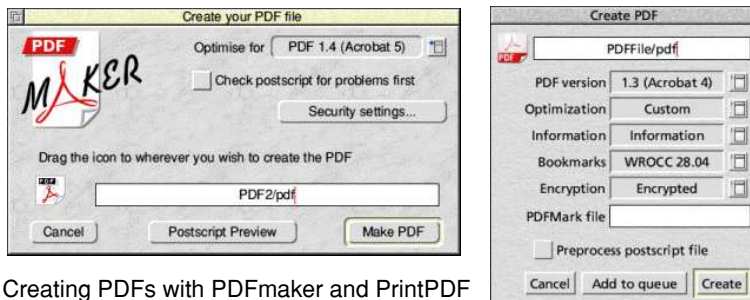 Create your PDF file
PDF
MAKER
Optimise for PDF 1.4 (Acrobat 5)
Check postscript for problems first
Security settings...
Drag the icon to wherever you wish to create the PDF
PDF
PDF2/pdf
Cancel Postscript Preview Make PDF
Creating PDFs with PDFmaker and PrintPDF
Create PDF
PDF
PDFFile/pdf
PDF version 1.3 (Acrobat 4)
Optimization Custom
Information Information
Bookmarks WROCC 28.04
Encryption Encrypted
PDFMark file
Preprocess postscript file
Cancel Add to queue Create